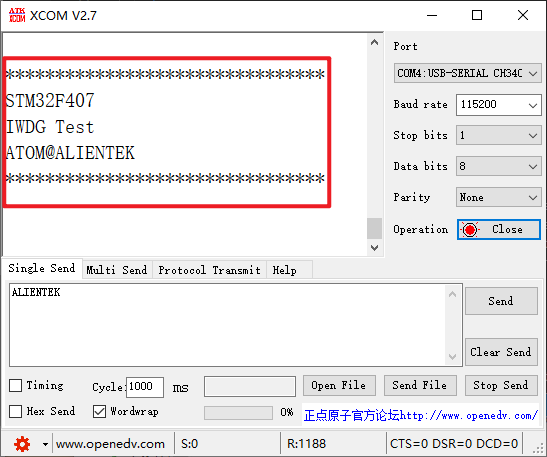 ATK
XCOM
XCOM V2.7
********************************
STM32F407
IWDG Test
ATOM@ALIENTEK
********************************
Port
COM4:USB-SERIAL CH340
Baud rate
115200
Stop bits
1
Data bits
8
Parity
None
Operation
Close
Single Send
Multi Send
Protocol Transmit
Help
ALIENTEK
Send
Clear Send
Timing
Cycle:
1000
ms
Open File
Send File
Stop Send
Hex Send
Wordwrap
0%
正点原子官方论坛http://www.openedv.com/
www.openedv.com
S:0
R:1188
CTS=0 DSR=0 DCD=0